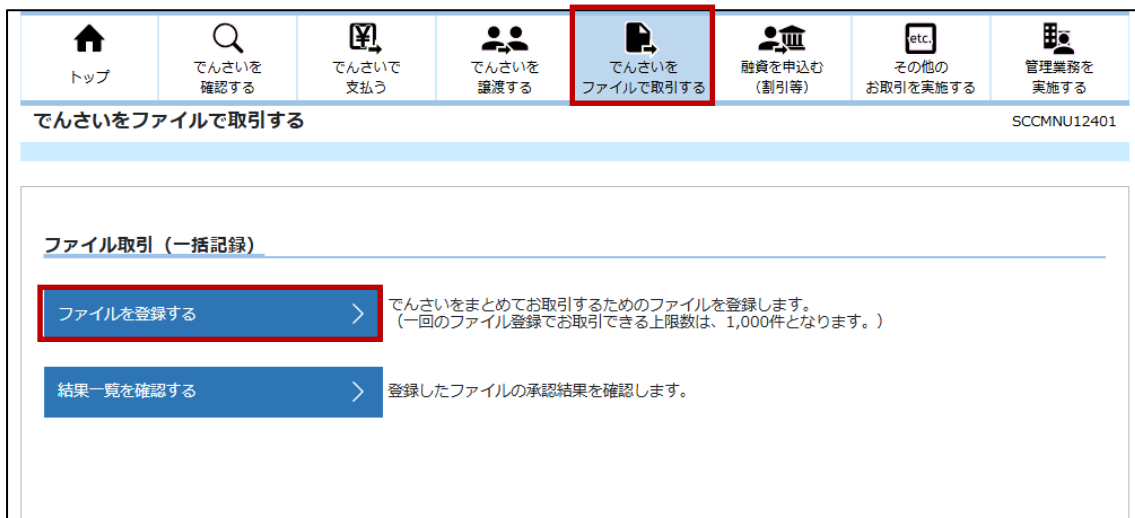 トップ
でんさいを
確認する
でんさいで
支払う
でんさいを
譲渡する
でんさいを
ファイルで取引する
融資を申込む
(割引等)
etc.
その他の
お取引を実施する
管理業務を
実施する
でんさいをファイルで取引する
SCCMNU12401
ファイル取引（一括記録）
ファイルを登録する
でんさいをまとめてお取引するためのファイルを登録します。
（一回のファイル登録でお取引できる上限数は、1,000件となります。）
結果一覧を確認する
登録したファイルの承認結果を確認します。